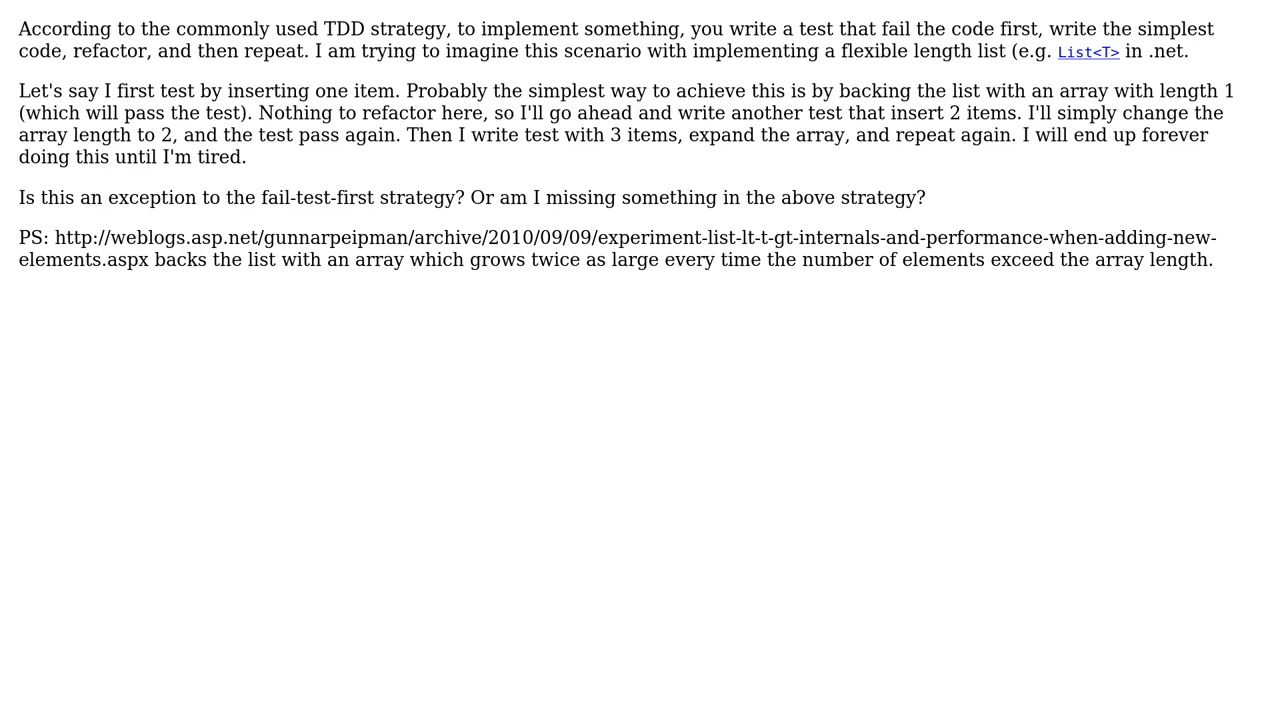 According to the commonly used TDD strategy, to implement something, you write a test that fail the code first, write the simplest
code, refactor, and then repeat. I am trying to imagine this scenario with implementing a flexible length list (e.g. List<T> in .net.
Let's say I first test by inserting one item. Probably the simplest way to achieve this is by backing the list with an array with length 1
(which will pass the test). Nothing to refactor here, so I'll go ahead and write another test that insert 2 items. I'll simply change the
array length to 2, and the test pass again. Then I write test with 3 items, expand the array, and repeat again. I will end up forever
doing this until I'm tired.
Is this an exception to the fail-test-first strategy? Or am I missing something in the above strategy?
PS: http://weblogs.asp.net/gunnarpeipman/archive/2010/09/09/experiment-list-lt-t-gt-internals-and-performance-when-adding-new-
elements.aspx backs the list with an array which grows twice as large every time the number of elements exceed the array length.